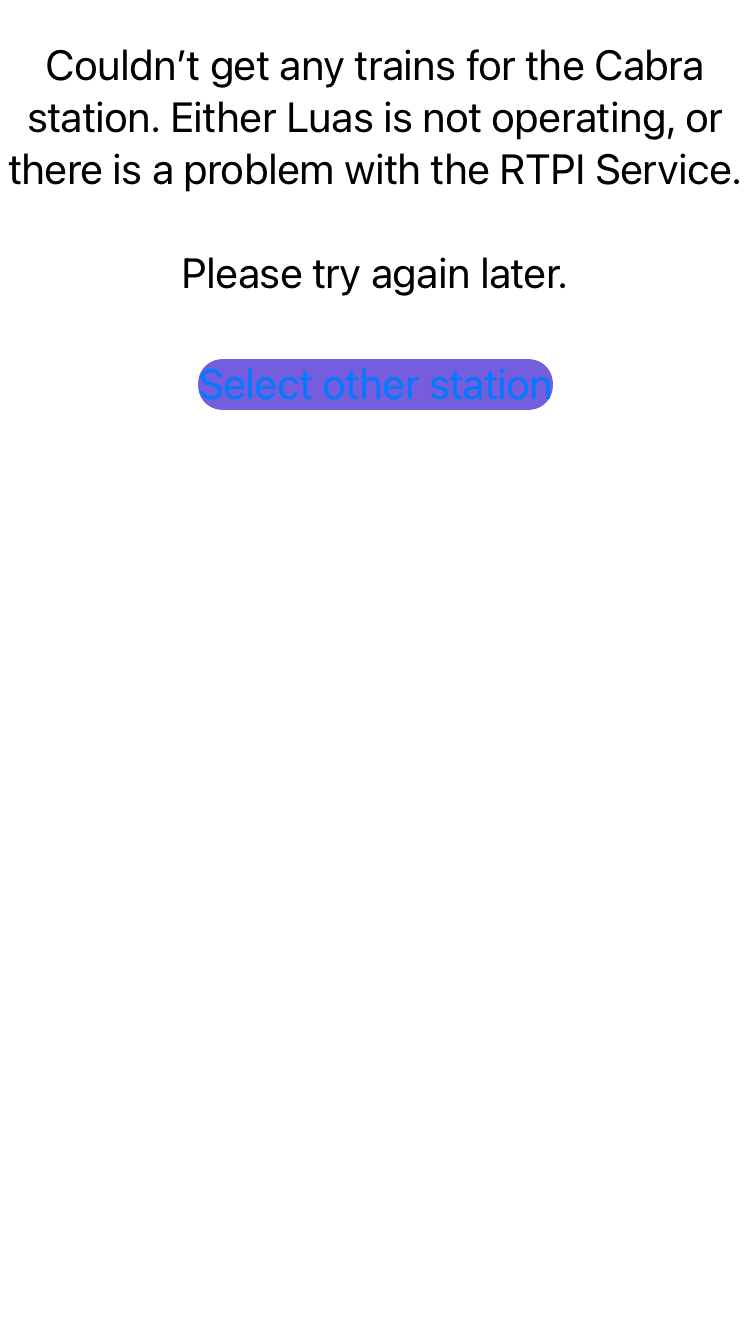 Couldn’t get any trains for the Cabra
station. Either Luas is not operating, or
there is a problem with the RTPI Service.
Please try again later.
Select other station